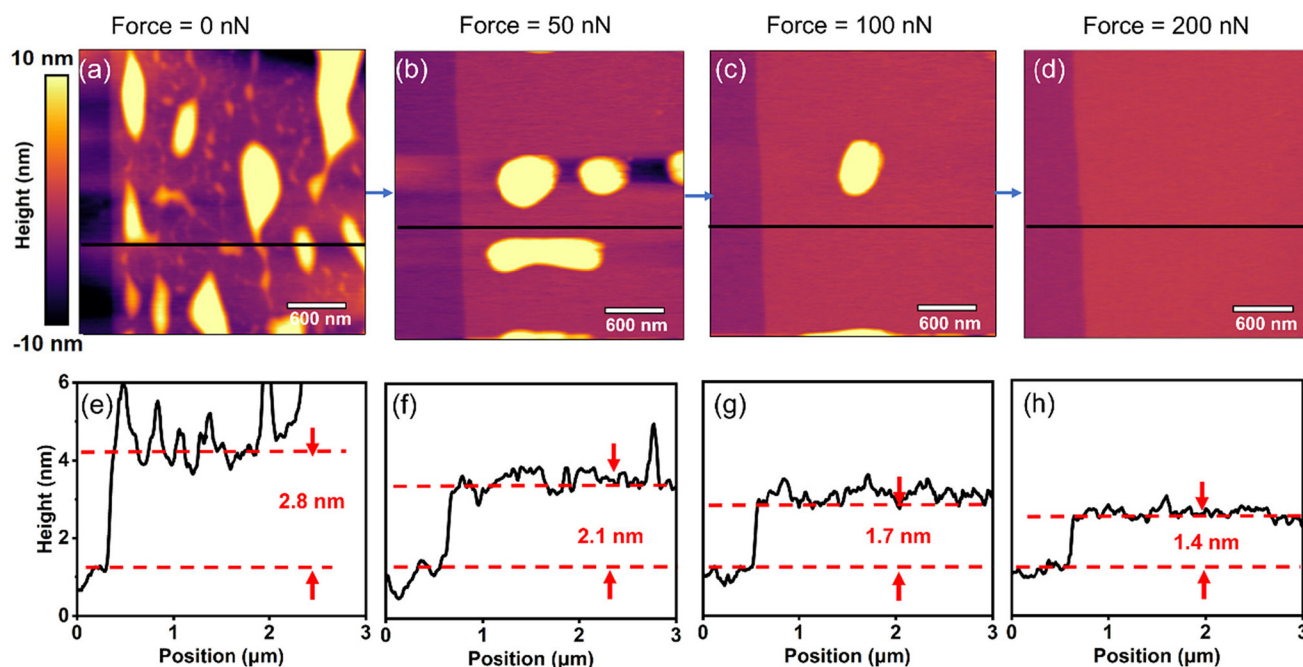 Force = 0 nN
Force = 50 nN
Force = 100 nN
Force = 200 nN
10 nm
Height (nm)
-10 nm
(a)
600 nm
(b)
600 nm
(c)
600 nm
(d)
600 nm
(e)
2.8 nm
Height (nm)
6
4
2
0
0 1 2 3
Position (µm)
(f)
2.1 nm
0 1 2 3
Position (µm)
(g)
1.7 nm
0 1 2 3
Position (µm)
(h)
1.4 nm
0 1 2 3
Position (µm)